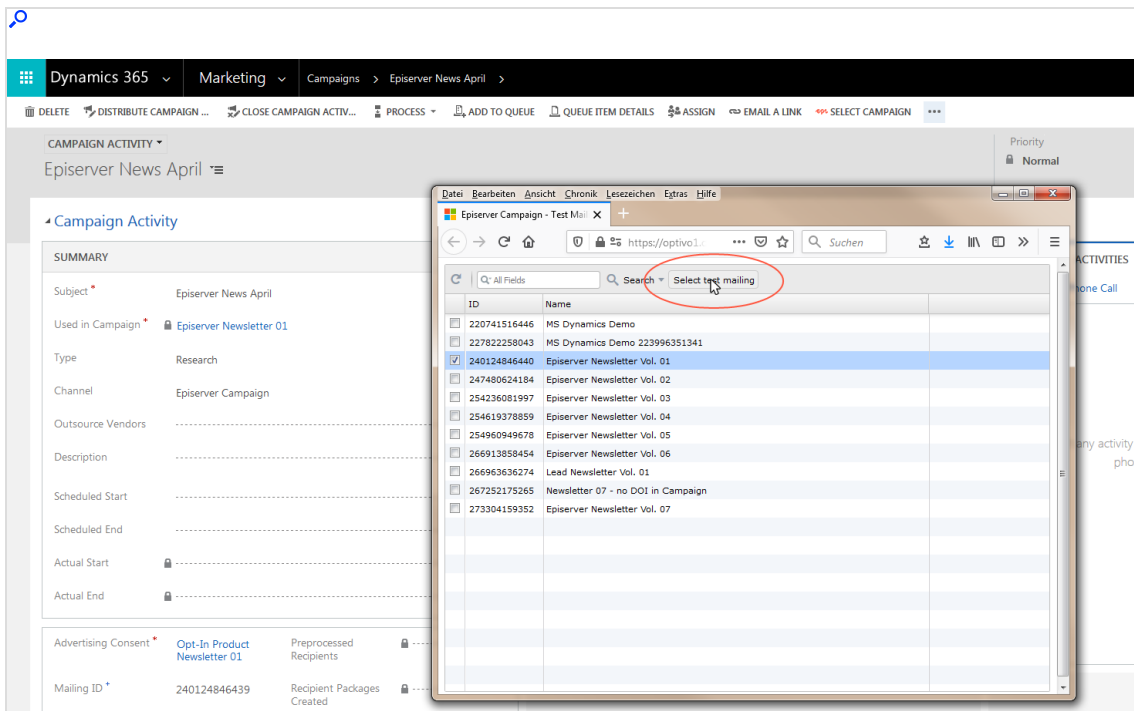 Dynamics 365 Marketing Campaigns > Episerver News April >
DELETE DISTRIBUTE CAMPAIGN ... CLOSE CAMPAIGN ACTIV... PROCESS ADD TO QUEUE QUEUE ITEM DETAILS ASSIGN EMAIL A LINK SELECT CAMPAIGN ...
CAMPAIGN ACTIVITY
Episerver News April
Priority
Normal
Campaign Activity
SUMMARY
Subject * Episerver News April
Used in Campaign * Episerver Newsletter 01
Type Research
Channel Episerver Campaign
Outsource Vendors
Description
Scheduled Start
Scheduled End
Actual Start
Actual End
Advertising Consent * Opt-In Product Newsletter 01
Preprocessed Recipients
Mailing ID + 240124846439
Recipient Packages Created
Datei Bearbeiten Ansicht Chronik Lesezeichen Extras Hilfe
Episerver Campaign - Test Mai
https://optivo1. ... Suchen
All Fields Search Select test mailing
ID Name
220741516446 MS Dynamics Demo
227822258043 MS Dynamics Demo 223996351341
240124846440 Episerver Newsletter Vol. 01
247480624184 Episerver Newsletter Vol. 02
254236081997 Episerver Newsletter Vol. 03
254619378859 Episerver Newsletter Vol. 04
254960949678 Episerver Newsletter Vol. 05
266913858454 Episerver Newsletter Vol. 06
266963636274 Lead Newsletter Vol. 01
267252175265 Newsletter 07 - no DOI in Campaign
273304159352 Episerver Newsletter Vol. 07
ACTIVITIES
one Call
any activity
pho